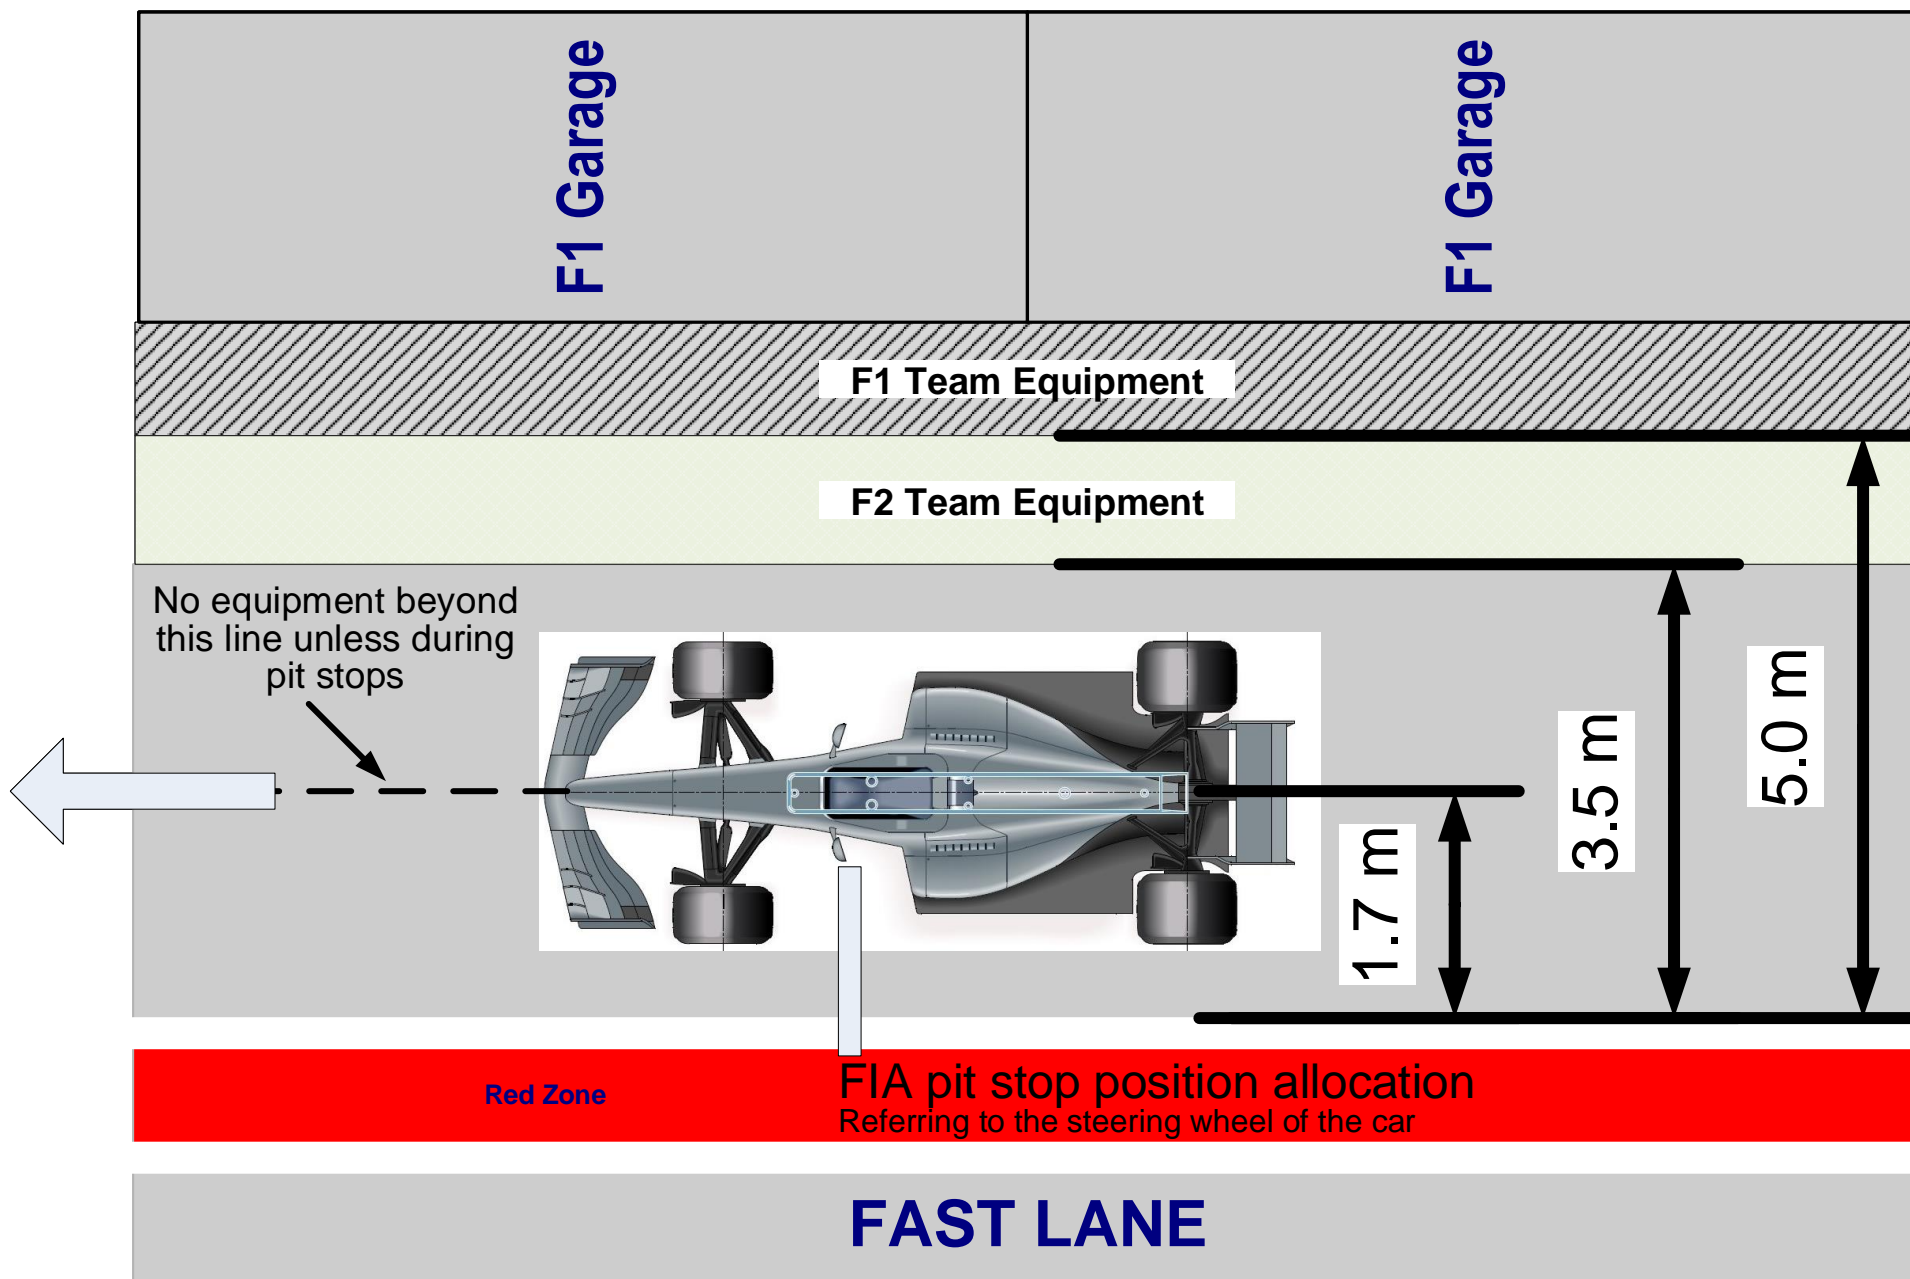 F1 Garage
F1 Garage
F1 Team Equipment
F2 Team Equipment
No equipment beyond
this line unless during
pit stops
1.7 m
3.5 m
5.0 m
Red Zone
FIA pit stop position allocation
Referring to the steering wheel of the car
FAST LANE